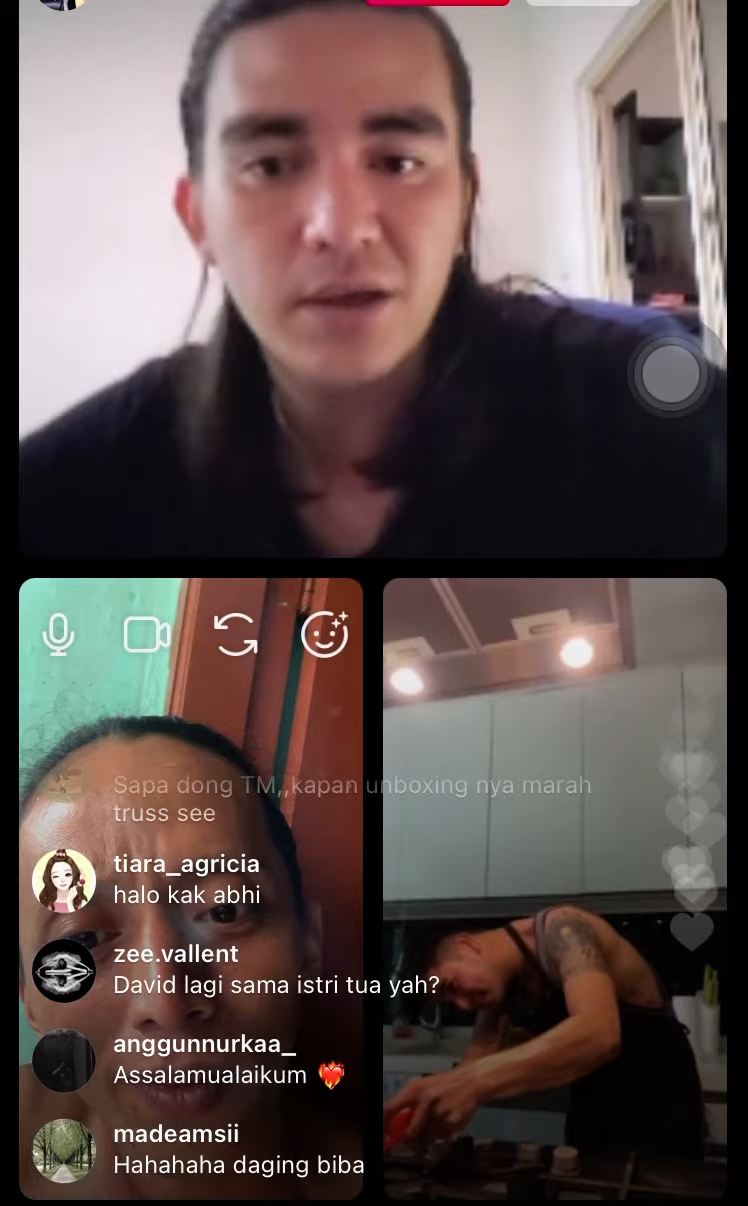 Sapa dong TM,,kapan unboxing nya marah
truss see
tiara_agricia
halo kak abhi
zee.vallent
David lagi sama istri tua yah?
anggunnurkaa_
Assalamualaikum ❤️‍🔥
madeamsii
Hahahaha daging biba